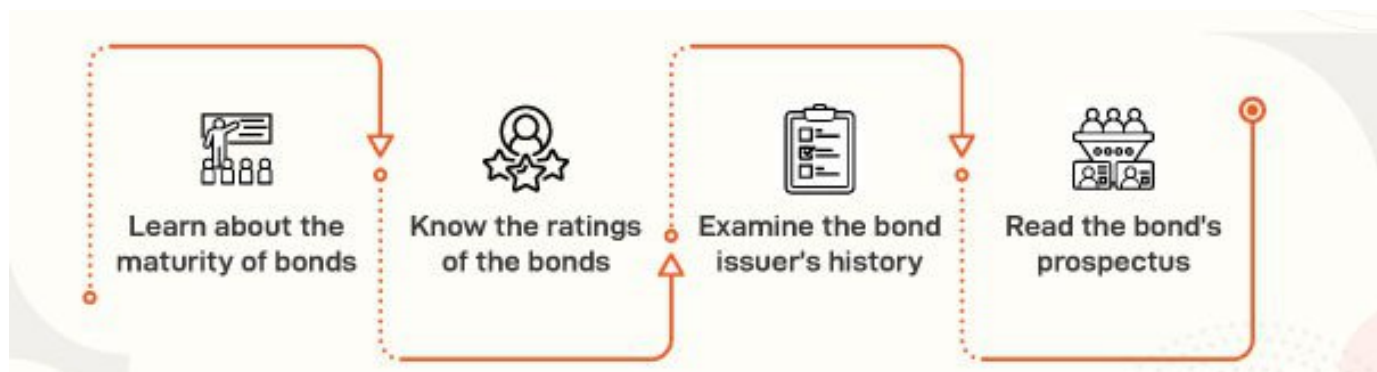 Learn about the
maturity of bonds
Know the ratings
of the bonds
Examine the bond
issuer's history
Read the bond's
prospectus